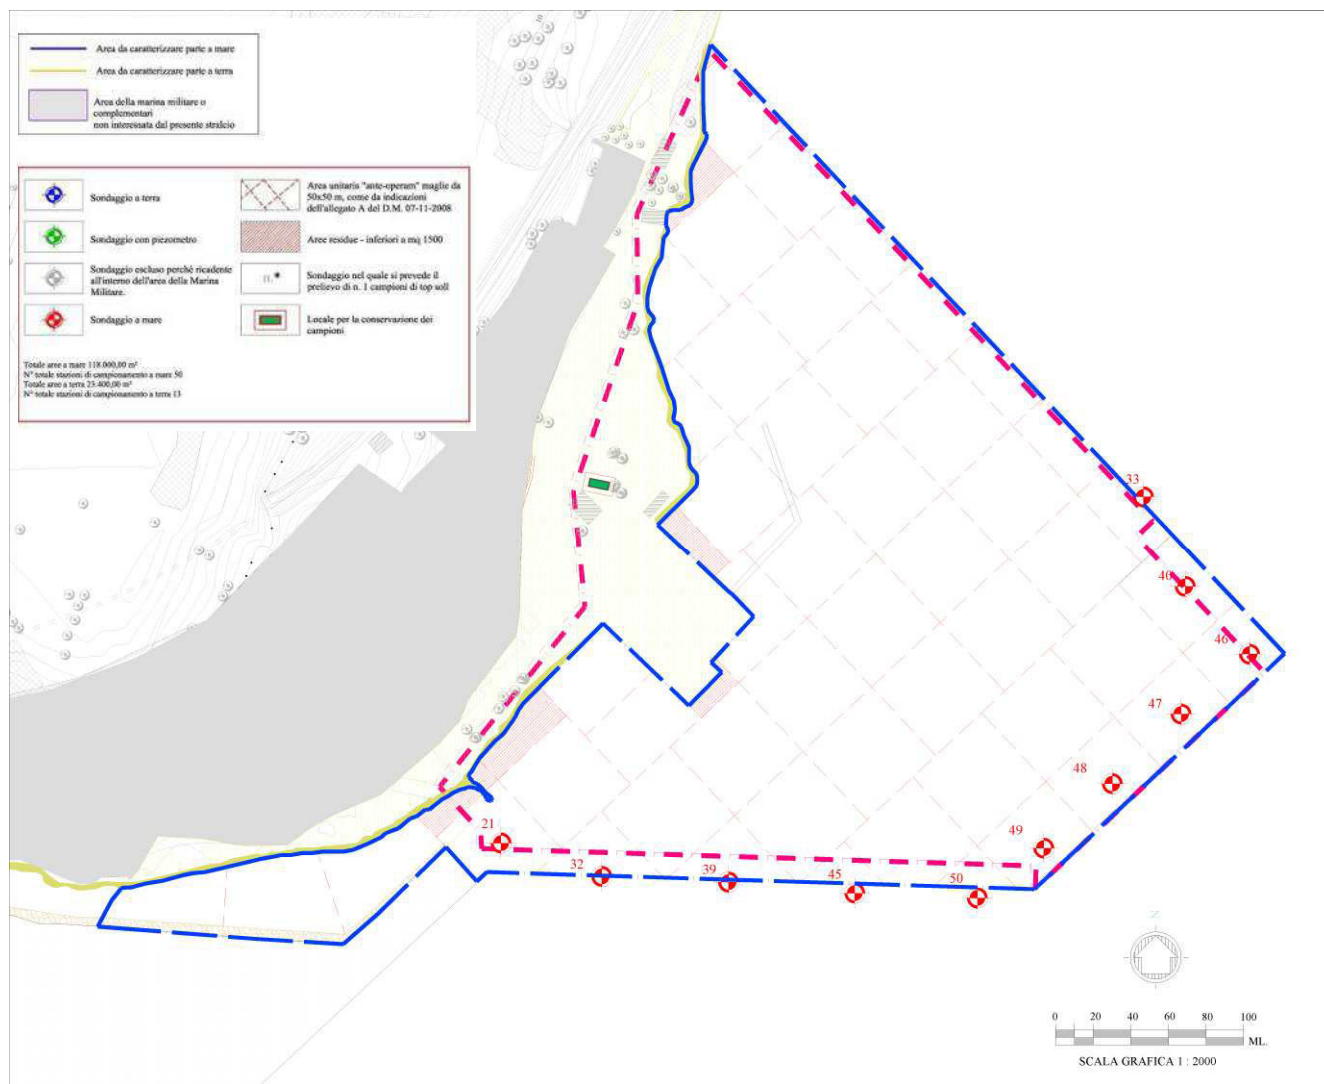 Area da caratterizzare parte a mare
Area da caratterizzare parte a terra
Area della marina militare o
complementari
non interessata dal presente stralcio
Sondaggio a terra
Sondaggio con piezometro
Sondaggio escluso perché ricadente
all'interno dell'area della Marina
Militare.
Sondaggio a mare
Area unitaris "ante-operam" maglie da
50x50 m, come da indicazioni
dell'allegato A del D.M. 07-11-2008
Aree residue - inferiori a mq 1500
n.*
Sondaggio nel quale si prevede il
prelievo di n. 1 campioni di top soll
Locale per la conservazione dei
campioni
Totale aree a mare 118.000,00 m²
N° totale stazioni di campionamento a mare 50
Totale aree a terra 23.400,00 m²
N° totale stazioni di campionamento a terra 13
33
40
46
47
48
49
21
32
39
45
50
N
0 20 40 60 80 100
ML.
SCALA GRAFICA 1 : 2000